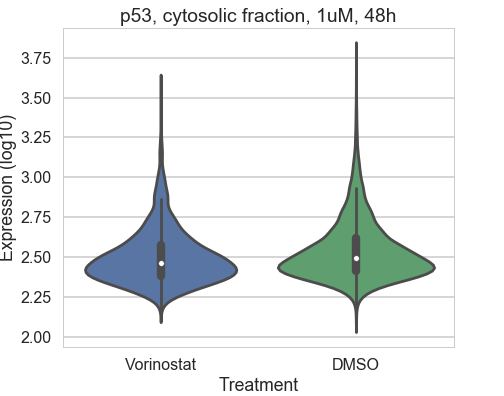 p53, cytosolic fraction, 1uM, 48h
Expression (log10)
3.75
3.50
3.25
3.00
2.75
2.50
2.25
2.00
Vorinostat DMSO
Treatment